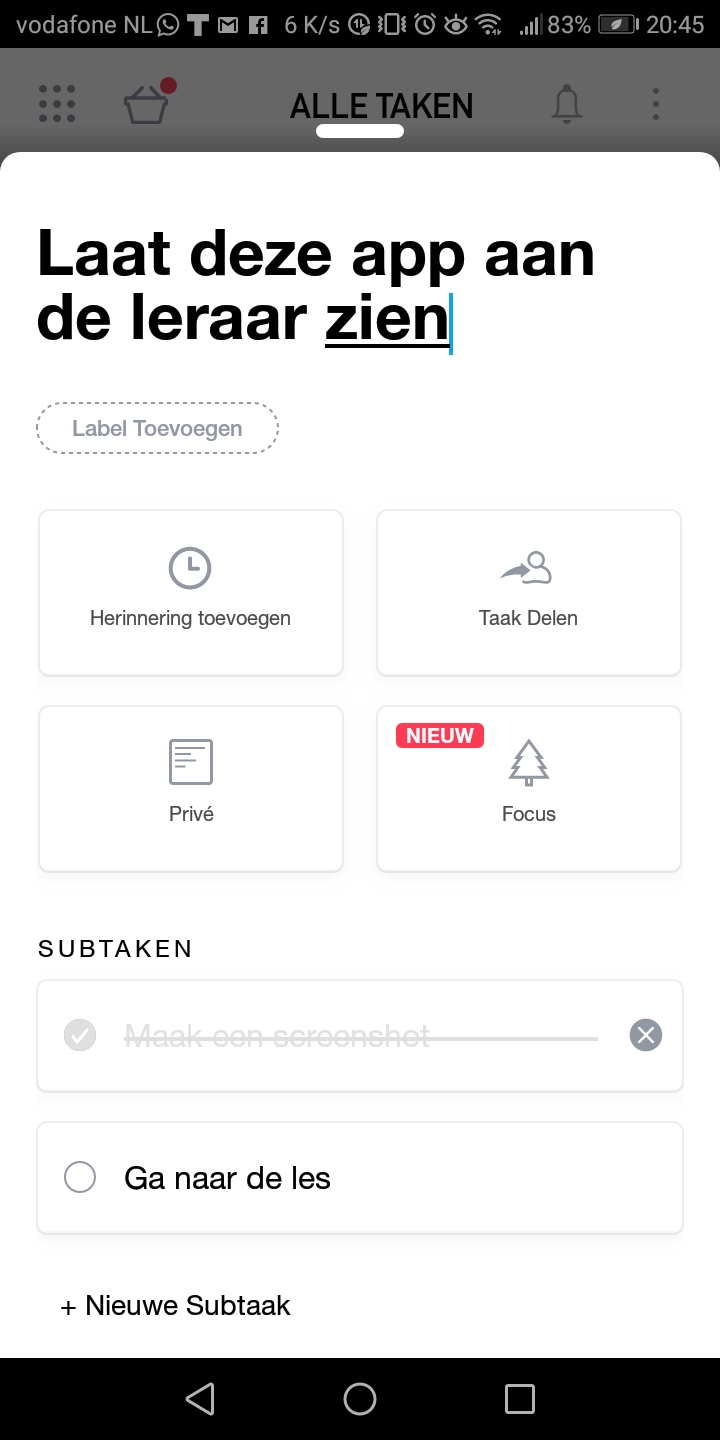 vodafone NL 6 K/s 83% 20:45
ALLE TAKEN
Laat deze app aan
de leraar zien
Label Toevoegen
Herinnering toevoegen
Taak Delen
NIEUW
Privé
Focus
SUBTAKEN
Maak een screenshot
Ga naar de les
+ Nieuwe Subtaak